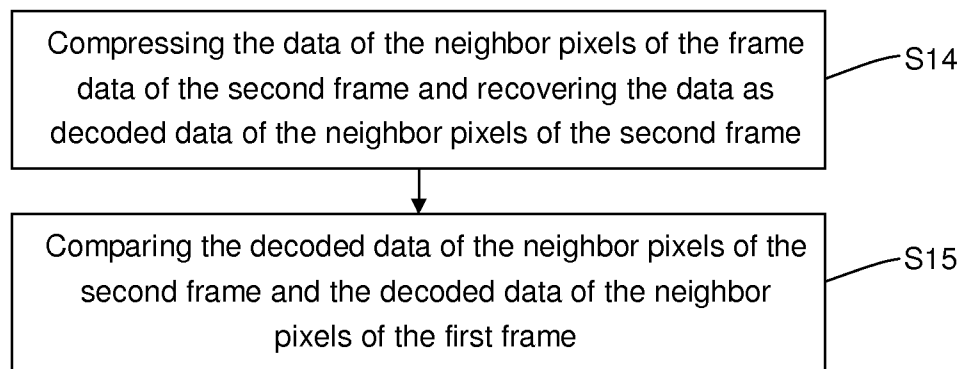 Compressing the data of the neighbor pixels of the frame
data of the second frame and recovering the data as
decoded data of the neighbor pixels of the second frame
S14
Comparing the decoded data of the neighbor pixels of the
second frame and the decoded data of the neighbor
pixels of the first frame
S15